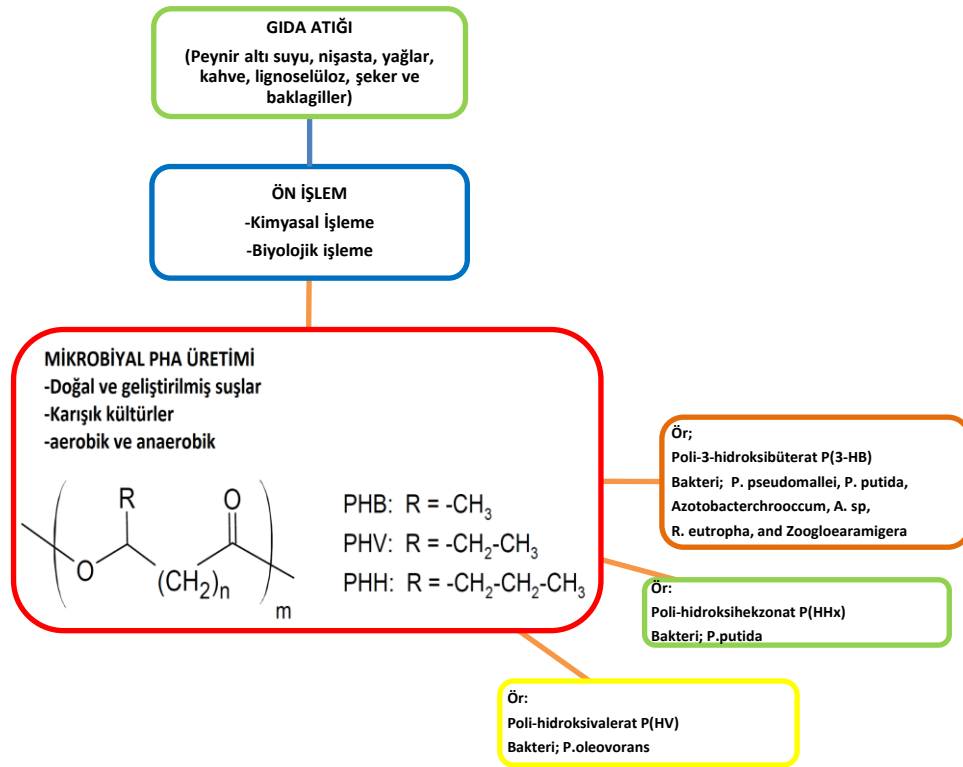 GIDA ATIĞI
(Peynir altı suyu, nişasta, yağlar,
kahve, lignoselüloz, şeker ve
baklagiller)
ÖN İŞLEM
-Kimyasal İşleme
-Biyolojik işleme
MİKROBİYAL PHA ÜRETİMİ
-Doğal ve geliştirilmiş suşlar
-Karışık kültürler
-aerobik ve anaerobik
R
O
O
(CH₂)n
m
PHB: R = -CH₃
PHV: R = -CH₂-CH₃
PHH: R = -CH₂-CH₂-CH₃
Ör;
Poli-3-hidroksibüterat P(3-HB)
Bakteri; P. pseudomallei, P. putida,
Azotobacterchrooccum, A. sp,
R. eutropha, and Zoogloearamigera
Ör:
Poli-hidroksihekzonat P(HHx)
Bakteri; P.putida
Ör:
Poli-hidroksivalerat P(HV)
Bakteri; P.oleovorans